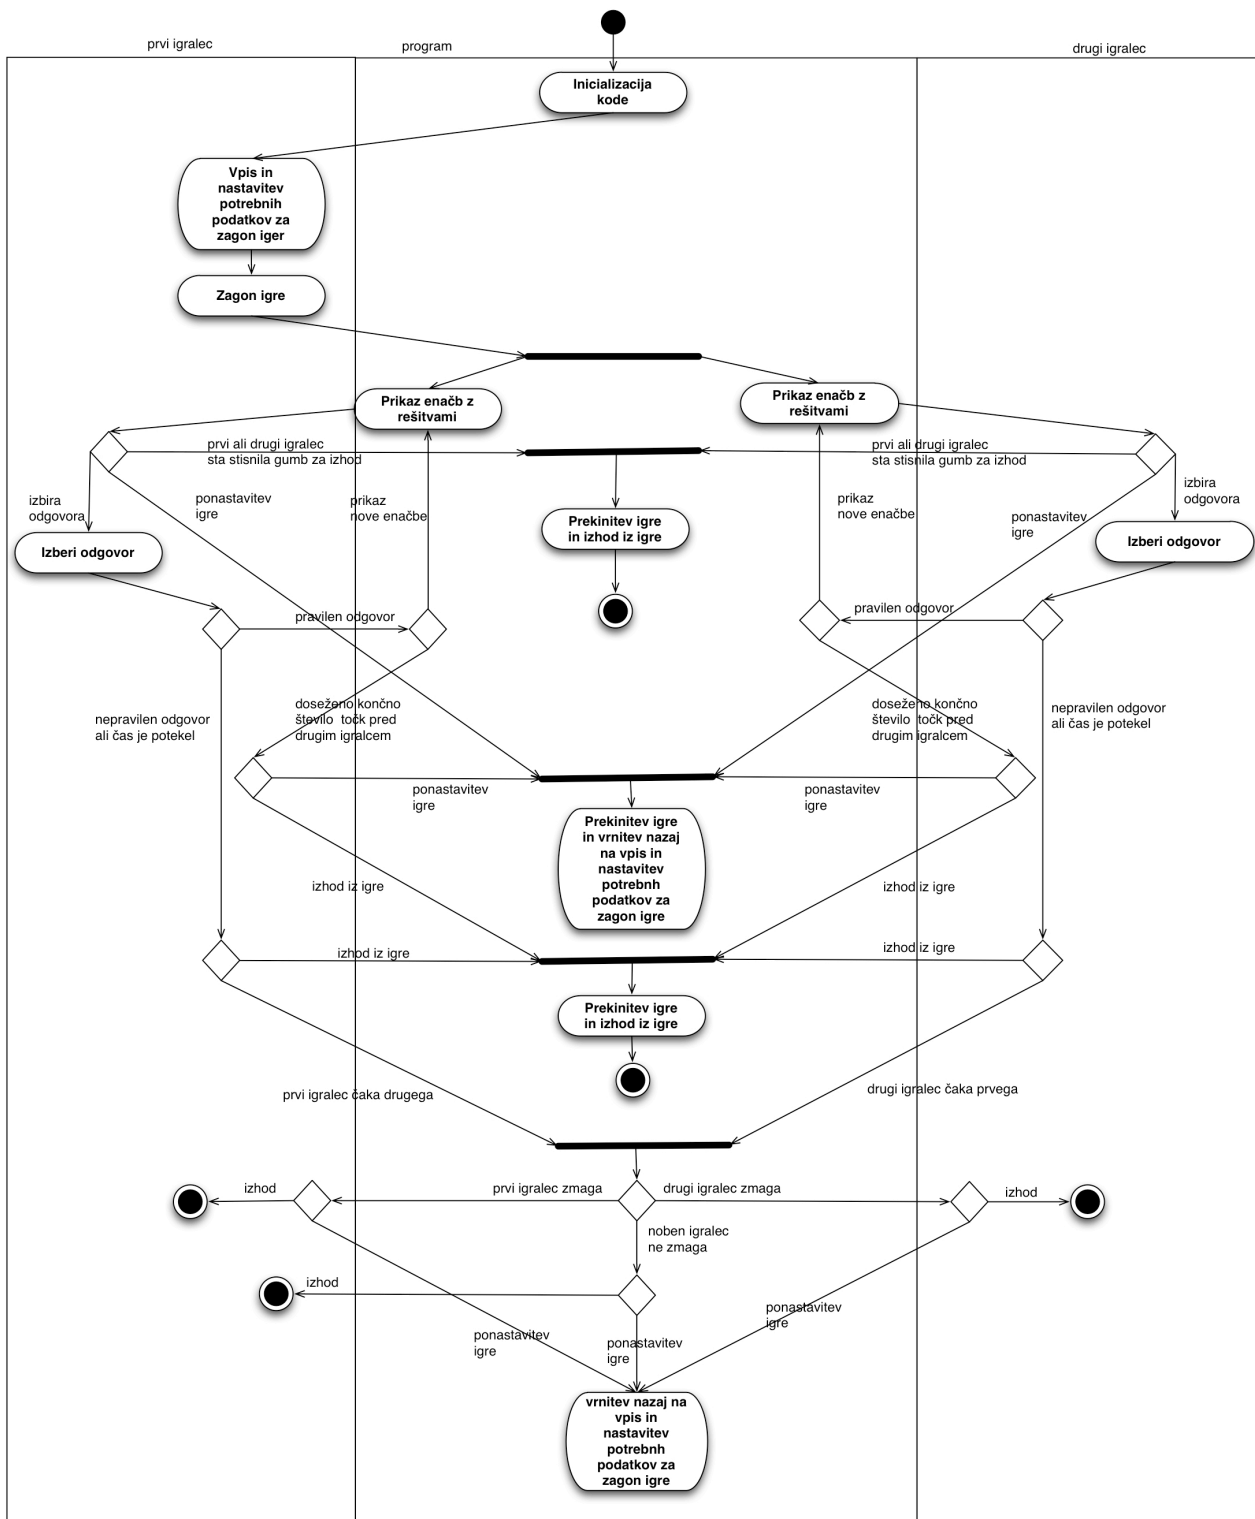 prvi igralec
program
drugi igralec
Inicializacija
kode
Vpis in
nastavitev
potrebnih
podatkov za
zagon iger
Zagon igre
Prikaz enačb z
rešitvami
Prikaz enačb z
rešitvami
prvi ali drugi igralec
sta stisnila gumb za izhod
prvi ali drugi igralec
sta stisnila gumb za izhod
izbira
odgovora
ponastavitev
igre
prikaz
nove enačbe
Prekinitev igre
in izhod iz igre
prikaz
nove enačbe
ponastavitev
igre
izbira
odgovora
Izberi odgovor
Izberi odgovor
pravilen odgovor
pravilen odgovor
nepravilen odgovor
ali čas je potekel
doseženo končno
število točk pred
drugim igralcem
doseženo končno
število točk pred
drugim igralcem
nepravilen odgovor
ali čas je potekel
ponastavitev
igre
ponastavitev
igre
Prekinitev igre
in vrnitev nazaj
na vpis in
nastavitev
potrebnh
podatkov za
zagon igre
izhod iz igre
izhod iz igre
izhod iz igre
izhod iz igre
Prekinitev igre
in izhod iz igre
prvi igralec čaka drugega
drugi igralec čaka prvega
izhod
prvi igralec zmaga
drugi igralec zmaga
izhod
noben igralec
ne zmaga
izhod
ponastavitev
igre
ponastavitev
igre
ponastavitev
igre
vrnitev nazaj na
vpis in
nastavitev
potrebnh
podatkov za
zagon igre